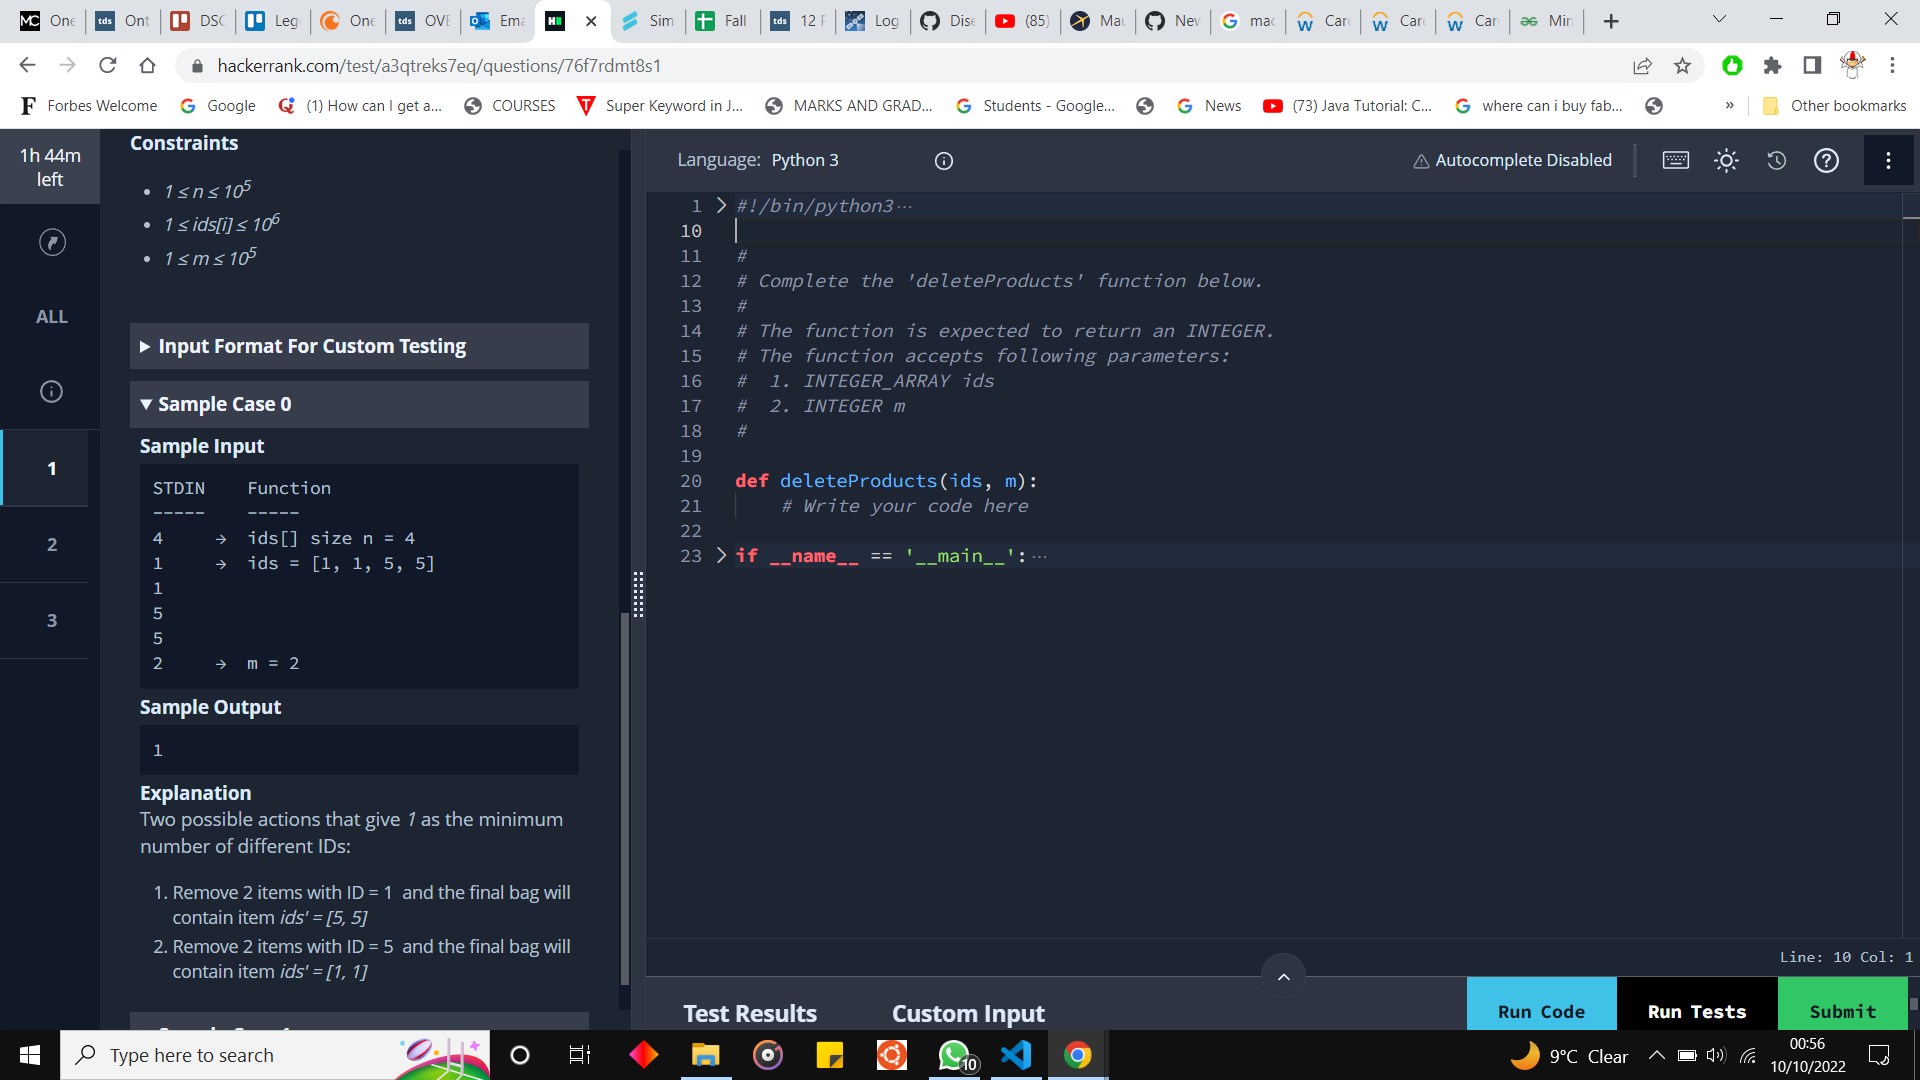 One
Ont
DSC
Leg
One
OVE
Ema
Sim
Fall
12 F
Log
Dise
(85)
Mau
New
mac
Care
Care
Care
Min
hackerrank.com/test/a3qtreks7eq/questions/76f7rdmt8s1
Forbes Welcome
Google
(1) How can I get a...
COURSES
Super Keyword in J...
MARKS AND GRAD...
Students - Google...
News
(73) Java Tutorial: C...
where can i buy fab...
»
Other bookmarks
1h 44m
left
ALL
1
2
3
Constraints
• 1 ≤ n ≤ 10^5
• 1 ≤ ids[i] ≤ 10^6
• 1 ≤ m ≤ 10^5
Input Format For Custom Testing
Sample Case 0
Sample Input
STDIN Function
----- -----
4 → ids[] size n = 4
1 → ids = [1, 1, 5, 5]
1
5
5
2 → m = 2
Sample Output
1
Explanation
Two possible actions that give 1 as the minimum
number of different IDs:
1. Remove 2 items with ID = 1 and the final bag will
contain item ids' = [5, 5]
2. Remove 2 items with ID = 5 and the final bag will
contain item ids' = [1, 1]
Language: Python 3
Autocomplete Disabled
1 #!/bin/python3···
10
11 #
12 # Complete the 'deleteProducts' function below.
13 #
14 # The function is expected to return an INTEGER.
15 # The function accepts following parameters:
16 # 1. INTEGER_ARRAY ids
17 # 2. INTEGER m
18 #
19
20 def deleteProducts(ids, m):
21 # Write your code here
22
23 if __name__ == '__main__':···
Line: 10 Col: 1
Test Results
Custom Input
Run Code
Run Tests
Submit
Type here to search
10
9°C Clear
00:56
10/10/2022